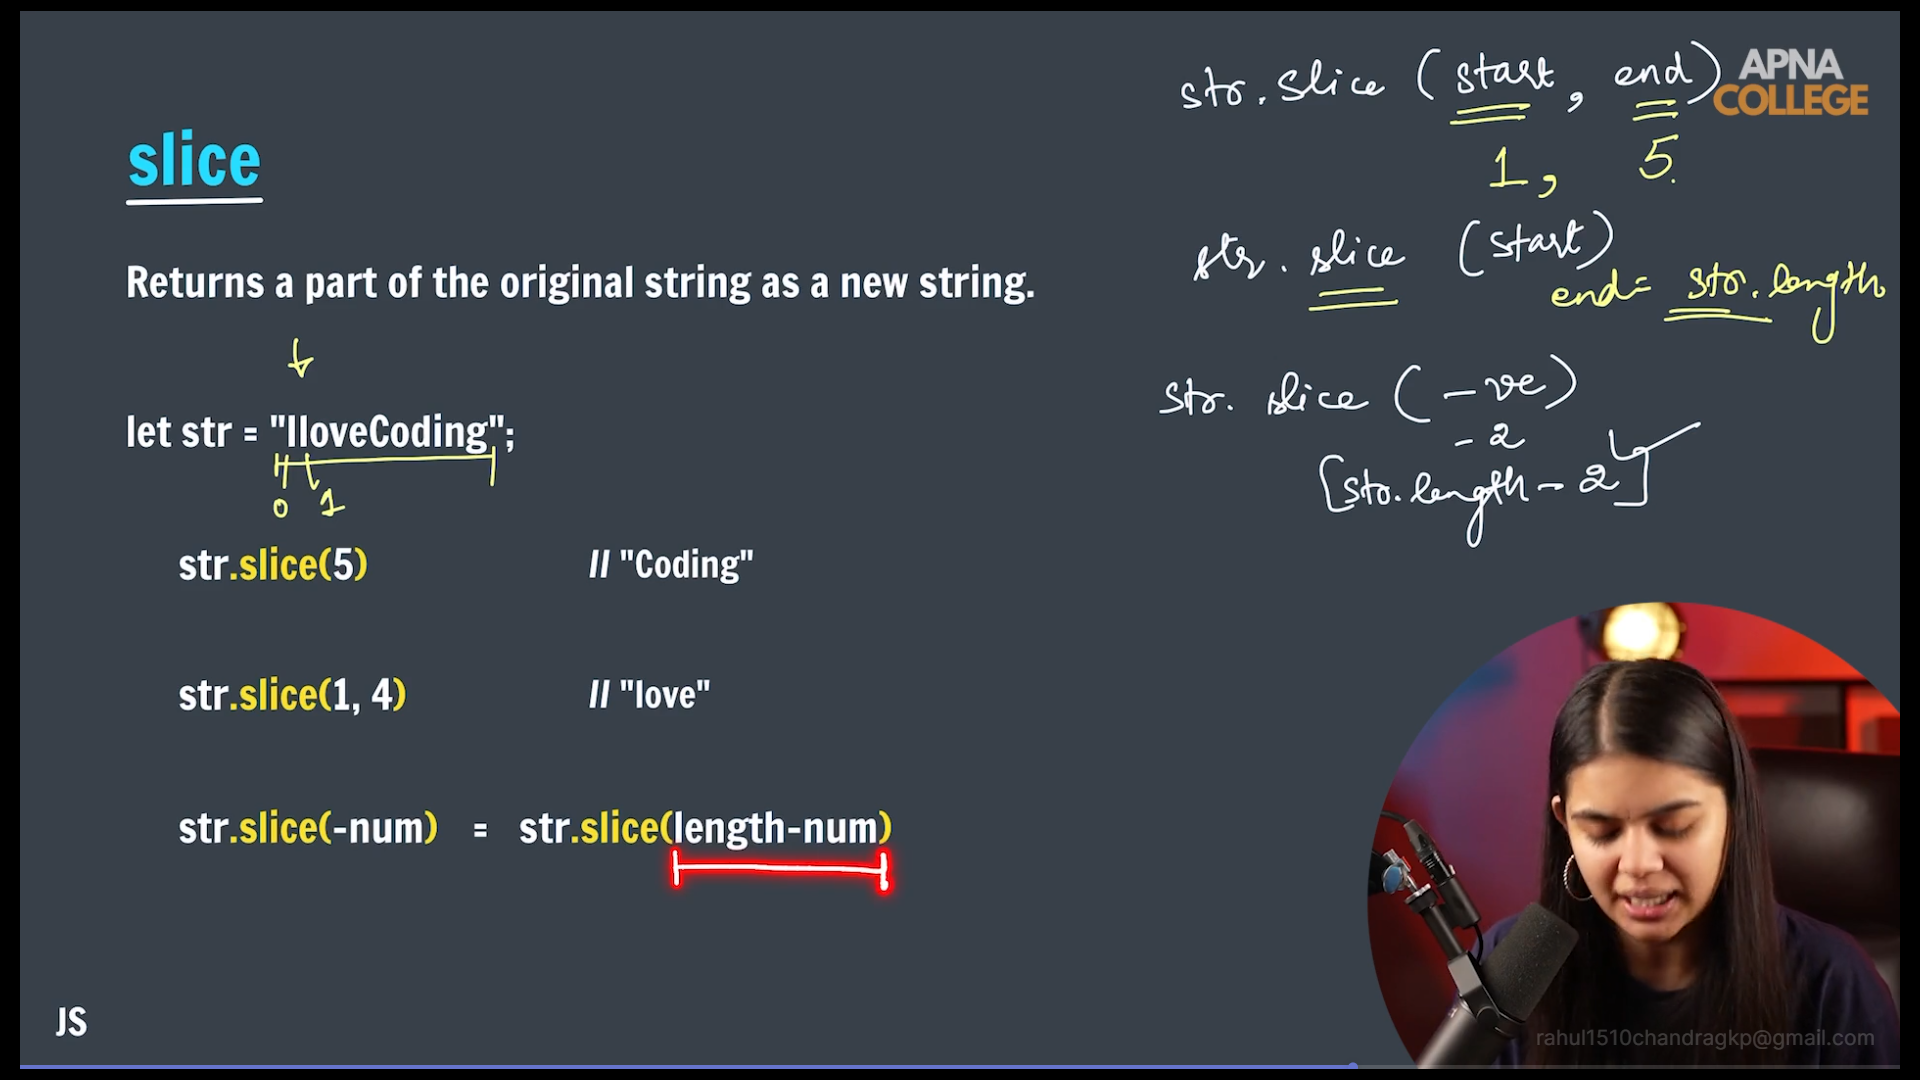 slice
Returns a part of the original string as a new string.
let str = "IloveCoding";
0 1
str.slice(5) // "Coding"
str.slice(1, 4) // "love"
str.slice(-num) = str.slice(length-num)
JS
str.slice (start, end)
1, 5
str.slice (start)
end = str.length
str.slice (-ve)
-2
[str.length - 2]
APNA
COLLEGE
rahul1510chandragkp@gmail.com